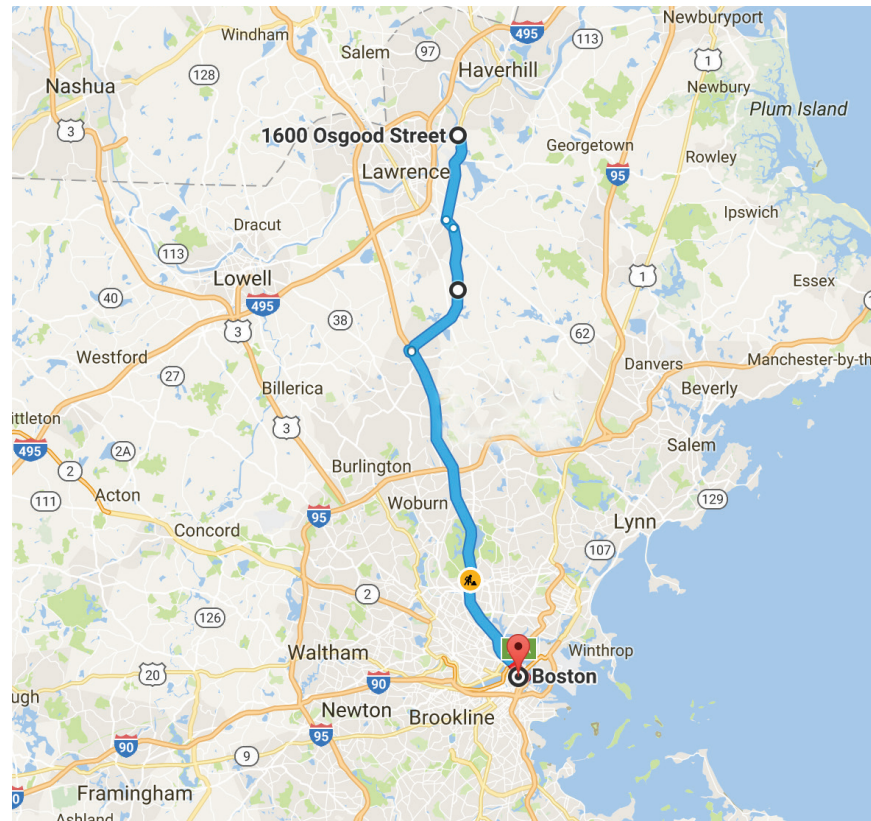 Newburyport
Windham
Salem
97
495
113
Haverhill
1
Nashua
128
Newbury
Plum Island
3
1600 Osgood Street
Georgetown
Rowley
Lawrence
95
Dracut
Ipswich
113
Lowell
1
Essex
40
495
38
3
62
Westford
Danvers
Manchester-by-th
27
Billerica
Beverly
ittleton
3
Salem
495
2A
Burlington
2
111
Acton
Woburn
129
95
Lynn
Concord
107
2
126
Waltham
Winthrop
20
Boston
ugh
90
Newton
Brookline
95
90
9
Framingham
0
Ashland